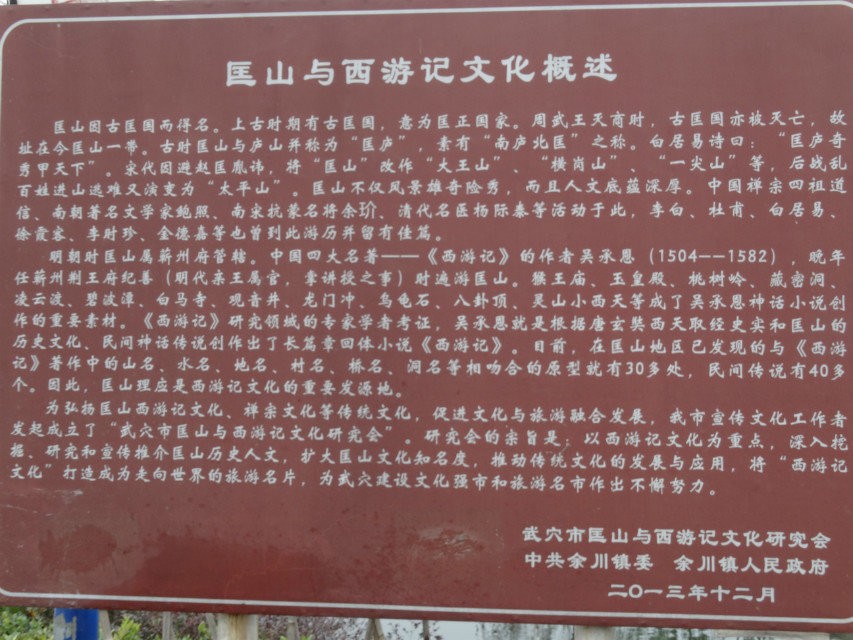 匡山与西游记文化概述
匡山因古匡国而得名。上古时期有古匡国，意为匡正国家。周武王灭商时，古匡国亦被灭亡，故
址在今匡山一带。古时匡山与庐山并称为“匡庐”，素有“南庐北匡”之称。白居易诗曰：“匡庐奇
秀甲天下”。宋代因避赵匡胤讳，将“匡山”改作“大王山”、“横岗山”、“一尖山”等，后战乱
百姓进山逃难又演变为“太平山”。匡山不仅风景雄奇险秀，而且人文底蕴深厚。中国禅宗四祖道
信、南朝著名文学家鲍照、南宋抗蒙名将余玠、清代名医杨际泰等活动于此，李白、杜甫、白居易、
徐霞客、李时珍、金德嘉等也曾到此游历并留有佳篇。
明朝时匡山属蕲州府管辖。中国四大名著——《西游记》的作者吴承恩（1504——1582），晚年
任蕲州荆王府纪善（明代亲王属官，掌讲授之事）时遍游匡山。猴王庙、玉皇殿、桃树岭、藏密洞、
凌云波、碧波潭、白马寺、观音井、龙门冲、乌龟石、八卦顶、灵山小西天等成了吴承恩神话小说创
作的重要素材。《西游记》研究领域的专家学者考证，吴承恩就是根据唐玄奘西天取经史实和匡山的
历史文化、民间神话传说创作出了长篇章回体小说《西游记》。目前，在匡山地区已发现的与《西游
记》著作中的山名、水名、地名、村名、桥名、洞名等相吻合的原型就有30多处，民间传说有40多
个。因此，匡山理应是西游记文化的重要发源地。
为弘扬匡山西游记文化、禅宗文化等传统文化，促进文化与旅游融合发展，我市宣传文化工作者
发起成立了“武穴市匡山与西游记文化研究会”。研究会的宗旨是：以西游记文化为重点，深入挖
掘、研究和宣传推介匡山历史人文，扩大匡山文化知名度，推动传统文化的发展与应用，将“西游记
文化”打造成为走向世界的旅游名片，为武穴建设文化强市和旅游名市作出不懈努力。
武穴市匡山与西游记文化研究会
中共余川镇委 余川镇人民政府
二〇一三年十二月